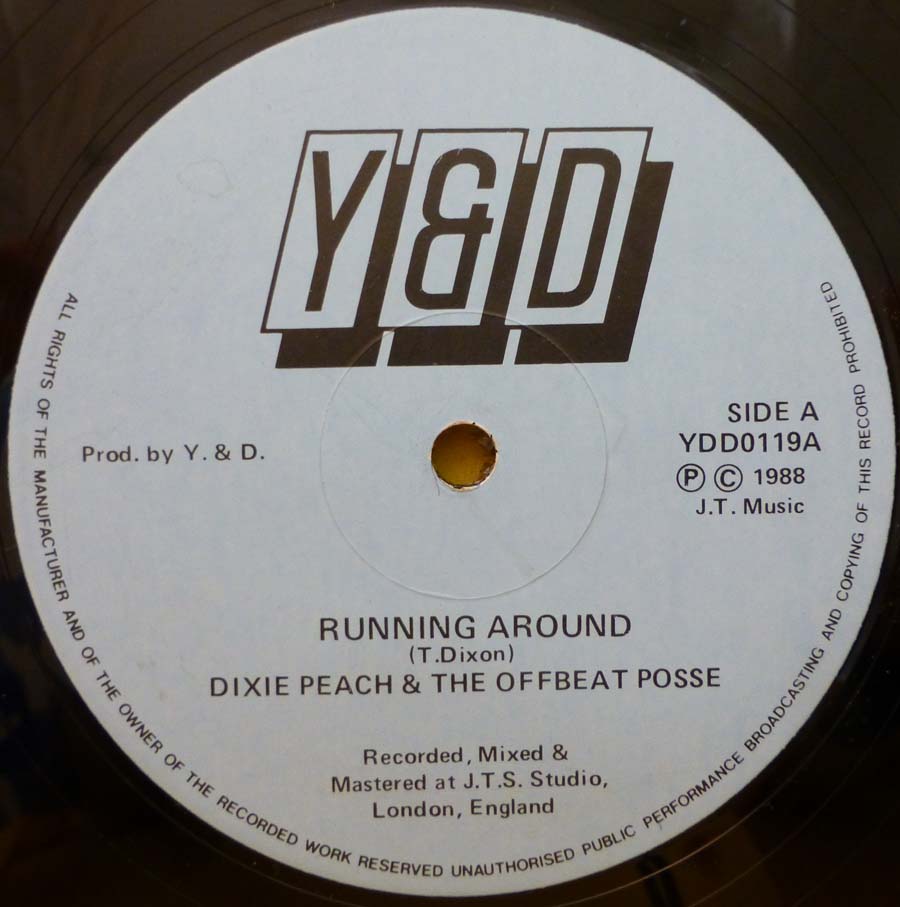 Y&D
Prod. by Y. & D.
SIDE A
YDD0119A
Ⓟ Ⓒ 1988
J.T. Music
RUNNING AROUND
(T.Dixon)
DIXIE PEACH & THE OFFBEAT POSSE
Recorded, Mixed &
Mastered at J.T.S. Studio,
London, England
ALL RIGHTS OF THE MANUFACTURER AND OF THE OWNER OF THE RECORDED WORK RESERVED UNAUTHORISED PUBLIC PERFORMANCE BROADCASTING AND COPYING OF THIS RECORD PROHIBITED